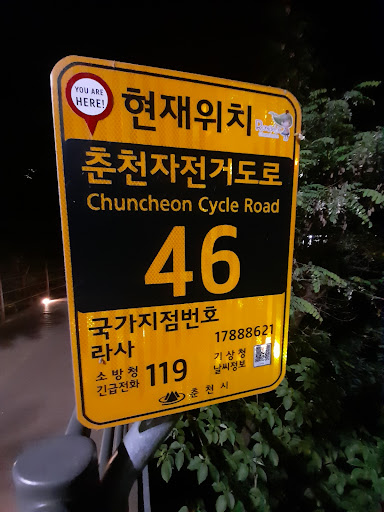 YOU ARE
HERE!
현재위치
춘천자전거도로
Chuncheon Cycle Road
46
국가지점번호
라사 17888621
소방청
긴급전화
119
기상청
날씨정보
춘천시